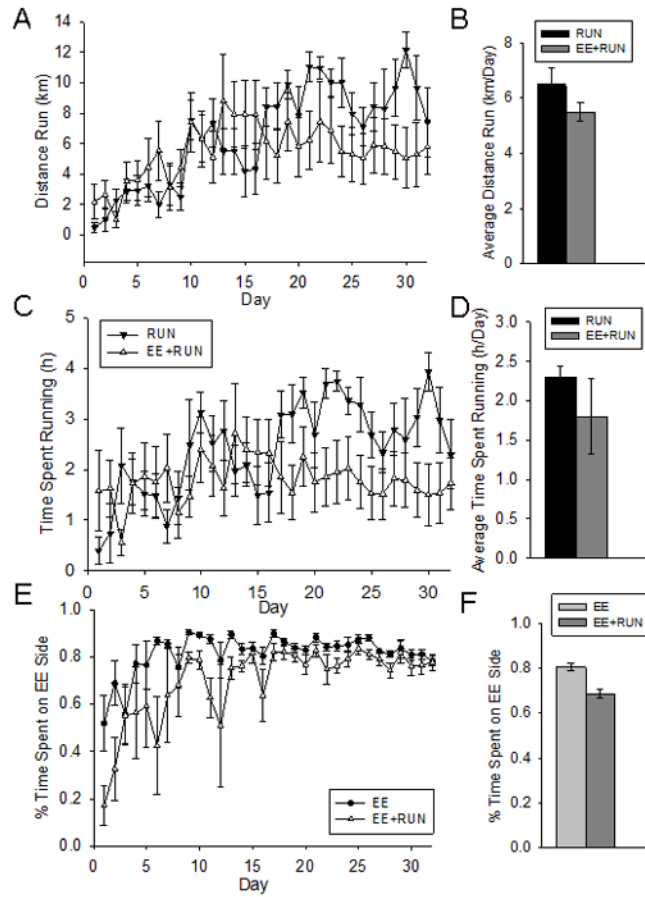 A
Distance Run (km)
14
12
10
8
6
4
2
0
0 5 10 15 20 25 30
Day
B
RUN
EE+RUN
Average Distance Run (km/Day)
8
6
4
2
0
C
RUN
EE+RUN
Time Spent Running (h)
5
4
3
2
1
0
0 5 10 15 20 25 30
Day
D
RUN
EE+RUN
Average Time Spent Running (h/Day)
3.0
2.5
2.0
1.5
1.0
0.5
0.0
E
% Time Spent on EE Side
1.0
0.8
0.6
0.4
0.2
0.0
EE
EE+RUN
0 5 10 15 20 25 30
Day
F
EE
EE+RUN
% Time Spent on EE Side
1.0
0.8
0.6
0.4
0.2
0.0